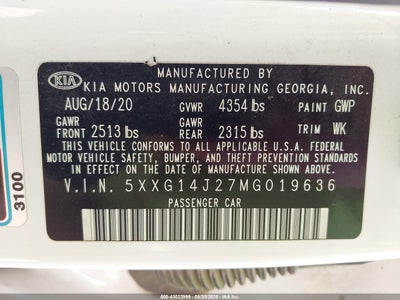 MANUFACTURED BY
KIA
KIA MOTORS MANUFACTURING GEORGIA, INC.
AUG/18/20 GVWR 4354 lbs PAINT GWP
GAWR FRONT 2513 lbs GAWR REAR 2315 lbs TRIM WK
THIS VEHICLE CONFORMS TO ALL APPLICABLE U.S.A. FEDERAL
MOTOR VEHICLE SAFETY, BUMPER, AND THEFT PREVENTION
STANDARDS IN EFFECT ON THE DATE OF MANUFACTURE SHOWN ABOVE.
V.I.N. 5XXG14J27MG019636
PASSENGER CAR
3100